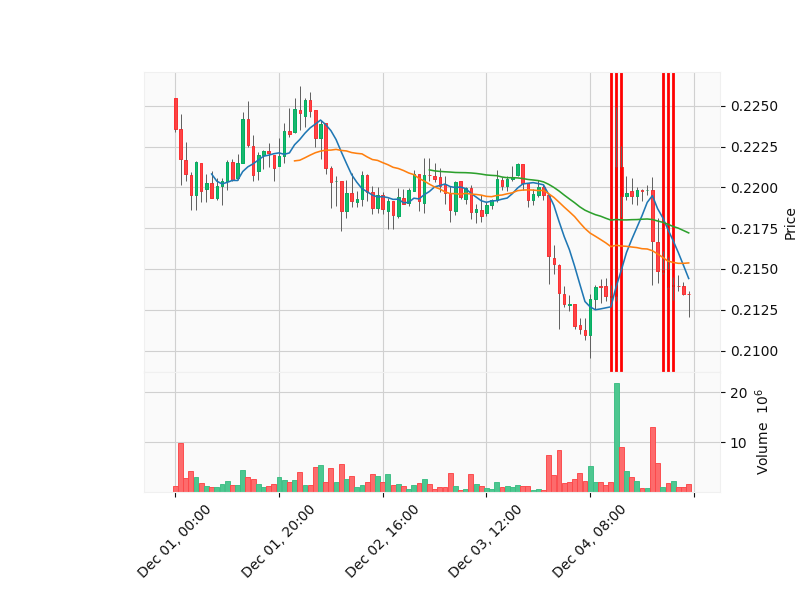 0.2250
0.2225
0.2200
0.2175
0.2150
0.2125
0.2100
Price
20
10
Volume 10⁶
Dec 01, 00:00
Dec 01, 20:00
Dec 02, 16:00
Dec 03, 12:00
Dec 04, 08:00